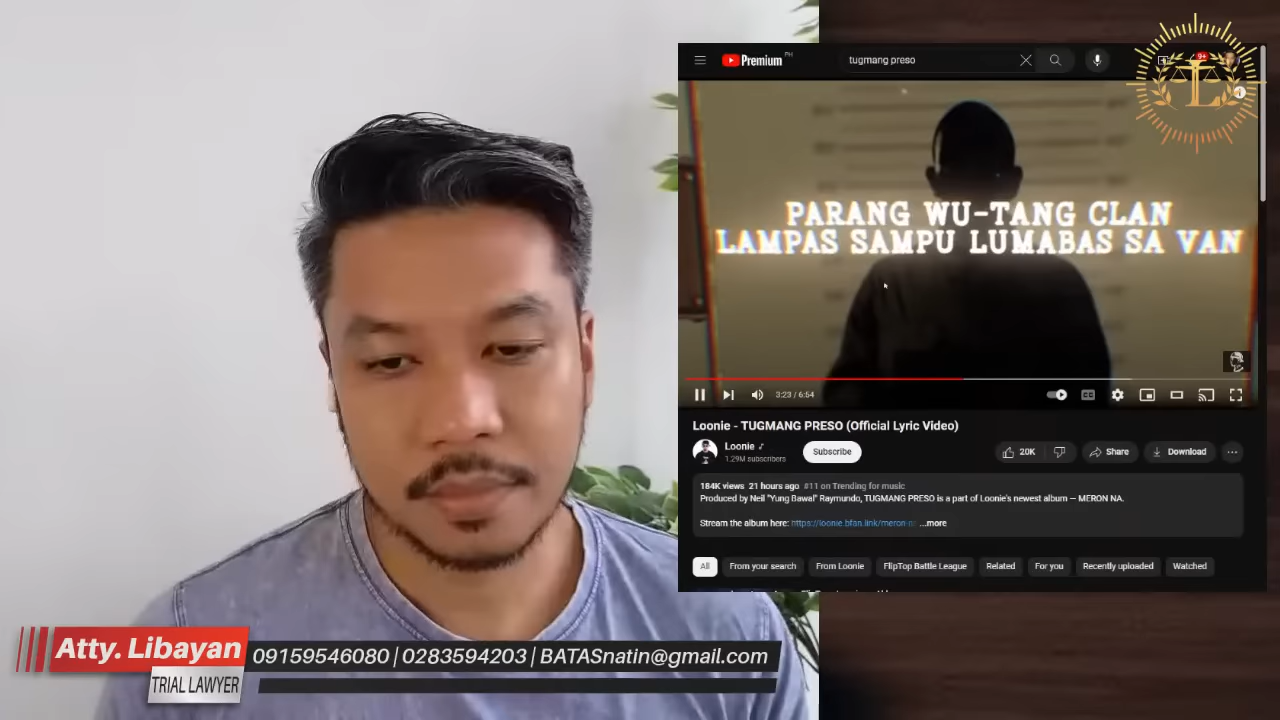 PH
Premium
tugmang preso
9+
L
PARANG WU-TANG CLAN
LAMPAS SAMPU LUMABAS SA VAN
3:23 / 6:54
CC
Loonie - TUGMANG PRESO (Official Lyric Video)
Loonie
1.29M subscribers
Subscribe
20K
Share
Download
184K views 21 hours ago #11 on Trending for music
Produced by Neil "Yung Bawal" Raymundo, TUGMANG PRESO is a part of Loonie's newest album — MERON NA.
Stream the album here: https://loonie.bfan.link/meron-n ...more
All
From your search
From Loonie
FlipTop Battle League
Related
For you
Recently uploaded
Watched
Atty. Libayan
09159546080 | 0283594203 | BATASnatin@gmail.com
TRIAL LAWYER